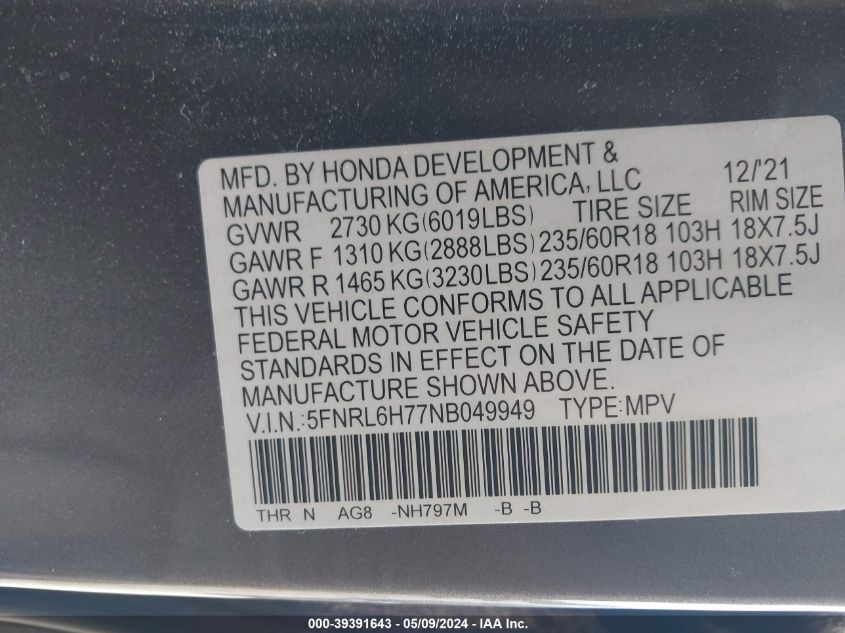 MFD. BY HONDA DEVELOPMENT & 12/'21
MANUFACTURING OF AMERICA, LLC
GVWR 2730 KG(6019LBS) TIRE SIZE RIM SIZE
GAWR F 1310 KG(2888LBS) 235/60R18 103H 18X7.5J
GAWR R 1465 KG(3230LBS) 235/60R18 103H 18X7.5J
THIS VEHICLE CONFORMS TO ALL APPLICABLE
FEDERAL MOTOR VEHICLE SAFETY
STANDARDS IN EFFECT ON THE DATE OF
MANUFACTURE SHOWN ABOVE.
V.I.N.:5FNRL6H77NB049949 TYPE:MPV
THR N AG8 -NH797M -B -B
000-39391643 / 05/09/2024 - IAA Inc.